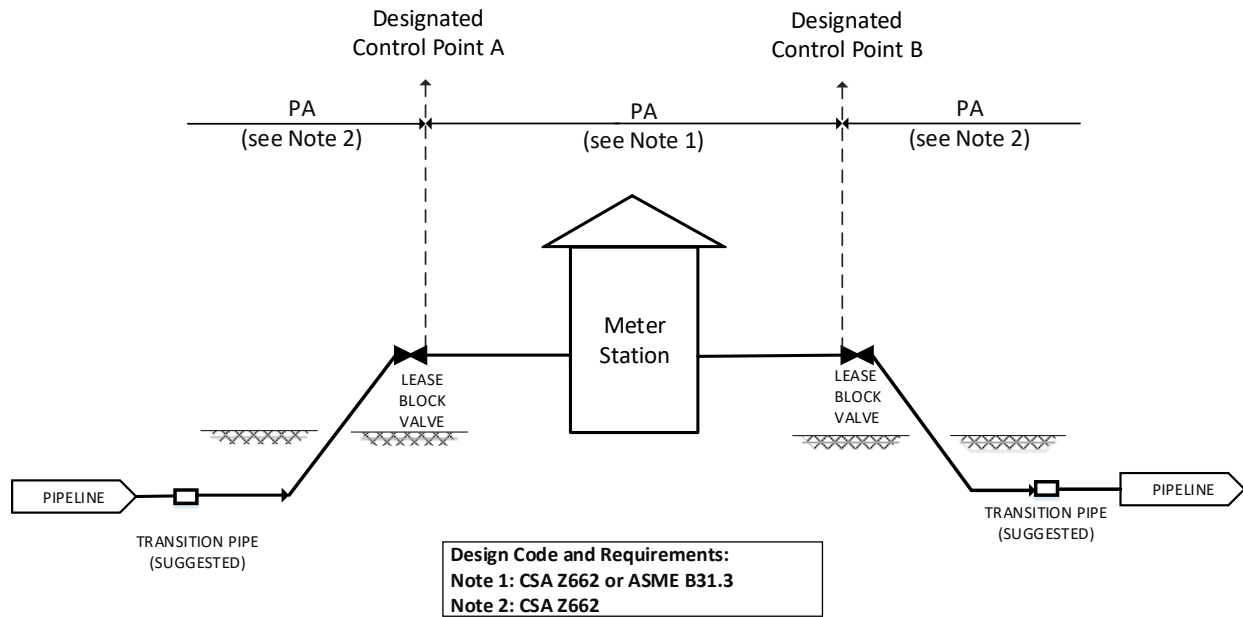 Designated
Control Point A
Designated
Control Point B
PA
(see Note 2)
PA
(see Note 1)
PA
(see Note 2)
Meter
Station
LEASE
BLOCK
VALVE
LEASE
BLOCK
VALVE
PIPELINE
PIPELINE
TRANSITION PIPE
(SUGGESTED)
TRANSITION PIPE
(SUGGESTED)
Design Code and Requirements:
Note 1: CSA Z662 or ASME B31.3
Note 2: CSA Z662